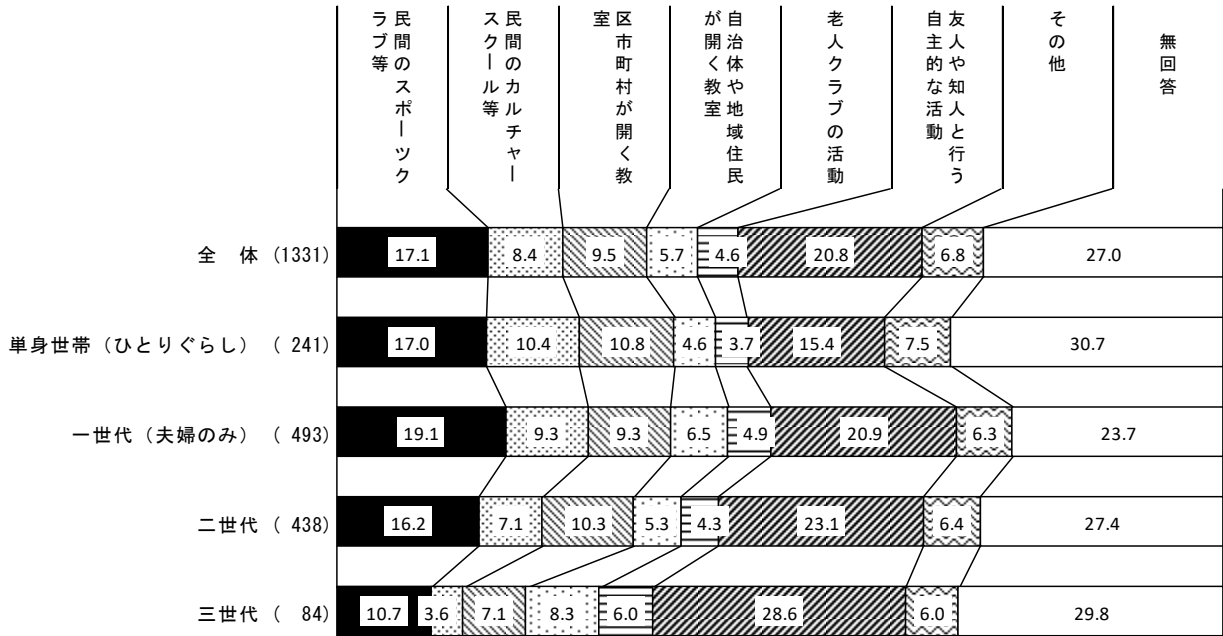 民間のスポーツク
ラブ等
民間のカルチャー
スクール等
区市町村が開く教
室
自治体や地域住民
が開く教室
老人クラブの活動
友人や知人と行う
自主的な活動
その他
無回答
全　体 (1331) 17.1 8.4 9.5 5.7 4.6 20.8 6.8 27.0
単身世帯（ひとりぐらし） ( 241) 17.0 10.4 10.8 4.6 3.7 15.4 7.5 30.7
一世代（夫婦のみ） ( 493) 19.1 9.3 9.3 6.5 4.9 20.9 6.3 23.7
二世代 ( 438) 16.2 7.1 10.3 5.3 4.3 23.1 6.4 27.4
三世代 ( 84) 10.7 3.6 7.1 8.3 6.0 28.6 6.0 29.8